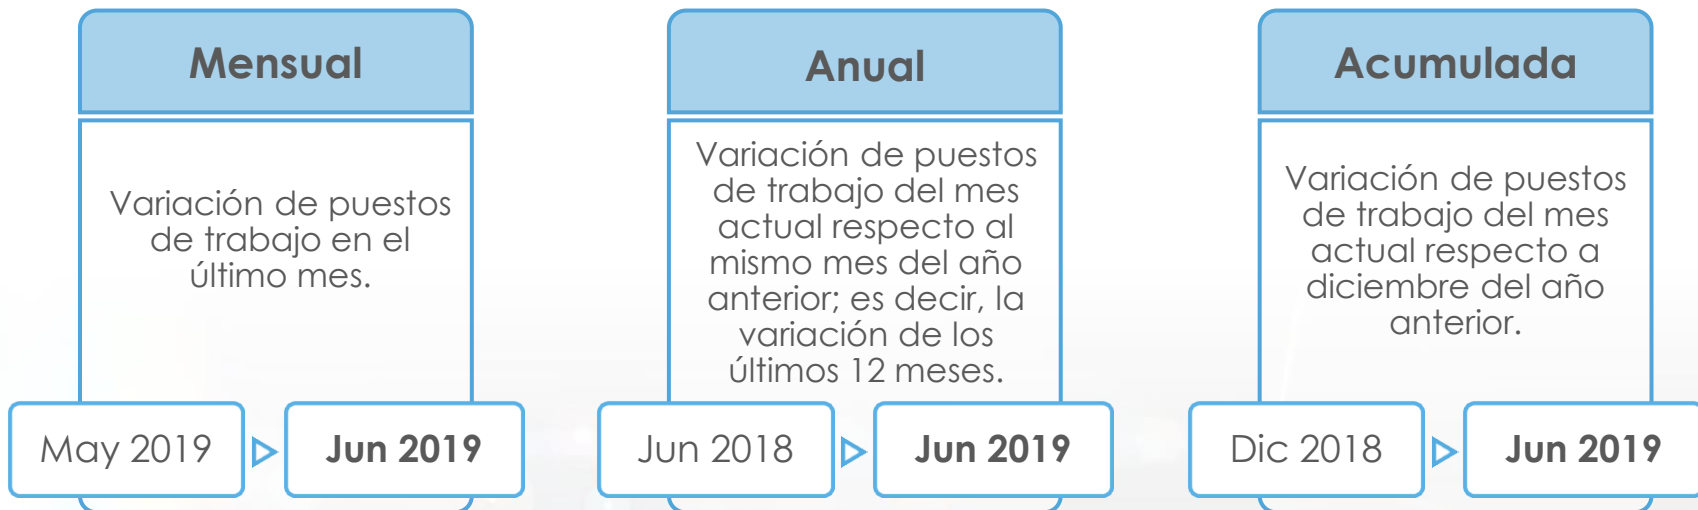 Mensual
Variación de puestos
de trabajo en el
último mes.
May 2019
Jun 2019
Anual
Variación de puestos
de trabajo del mes
actual respecto al
mismo mes del año
anterior; es decir, la
variación de los
últimos 12 meses.
Jun 2018
Jun 2019
Acumulada
Variación de puestos
de trabajo del mes
actual respecto a
diciembre del año
anterior.
Dic 2018
Jun 2019